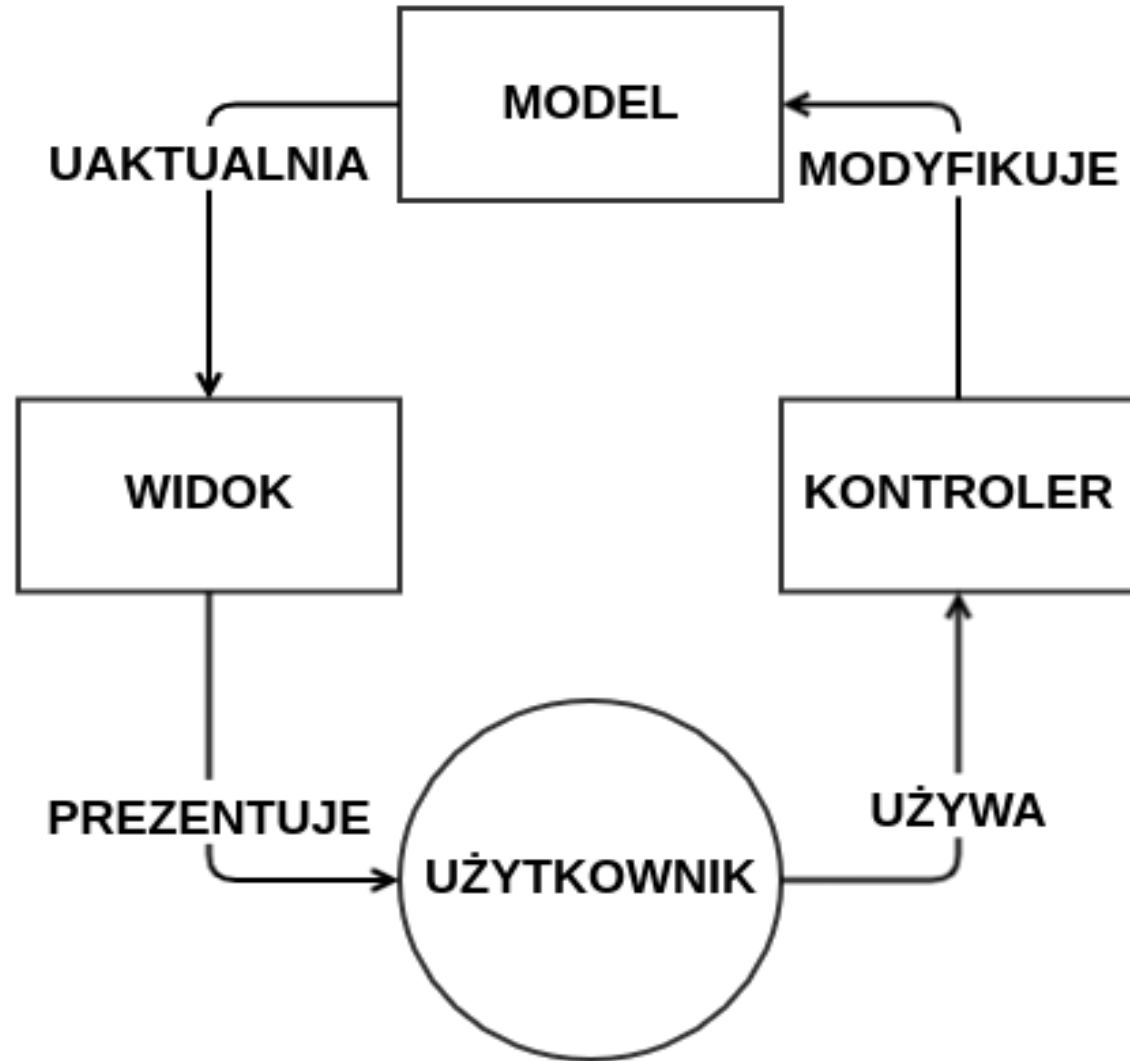 MODEL
UAKTUALNIA
MODYFIKUJE
WIDOK
KONTROLER
PREZENTUJE
UŻYWA
UŻYTKOWNIK